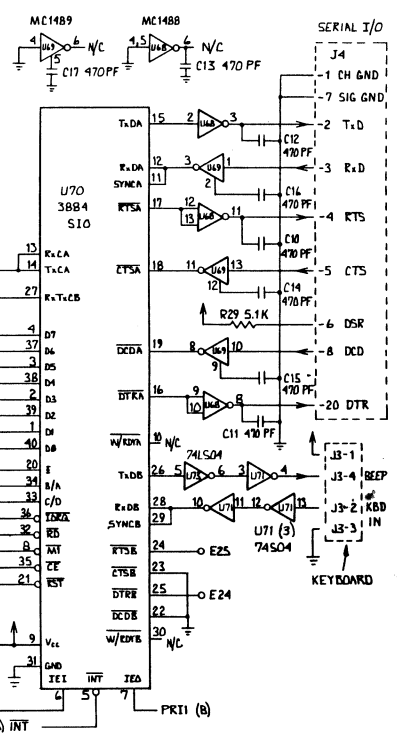 MC1489 MC1488 SERIAL I/O
4 U69 6 N/C 4,5 U68 6 N/C J4
5 C17 470PF C13 470 PF
1 CH GND
7 SIG GND
TxDA 15 2 U68 3 2 TxD
C12
470PF
RxDA 12 3 U69 1 3 RxD
SYNCA 11 2 C16
470 PF
U70
3884
SIO
RTSA 17 12 13 U68 11 4 RTS
C10
470PF
13 RxCA
14 TxCA CTSA 18 11 U69 13 5 CTS
12 C14
470 PF
27 RxTxCB
R29 5.1K 6 DSR
4 D7
37 D6 DCDA 19 8 U69 10 8 DCD
3 D5 9 C15
470 PF
38 D4
2 D3 DTRA 16 9 10 U68 8 20 DTR
39 D2 C11 470PF
1 D1 W/RDYA 10 N/C
40 D0 74LS04 J3-1
20 I TxDB 26 5 U73 6 3 U71 4 J3-4 BEEP
34 B/A
33 C/D RxDB 28 10 U71 11 12 U71 13 J3-2 KBD
IN
36 IORQ SYNCB 29 U71 (3) J3-3
74S04
32 RD
8 M1 RTSB 24 E25
35 CE CTSB 23 KEYBOARD
21 RST DTRB 25 E24
DCDB 22
9 Vcc W/RDYB 30 N/C
31 GND
IEI INT IEO
6 5 7 PRI1 (B)
INT